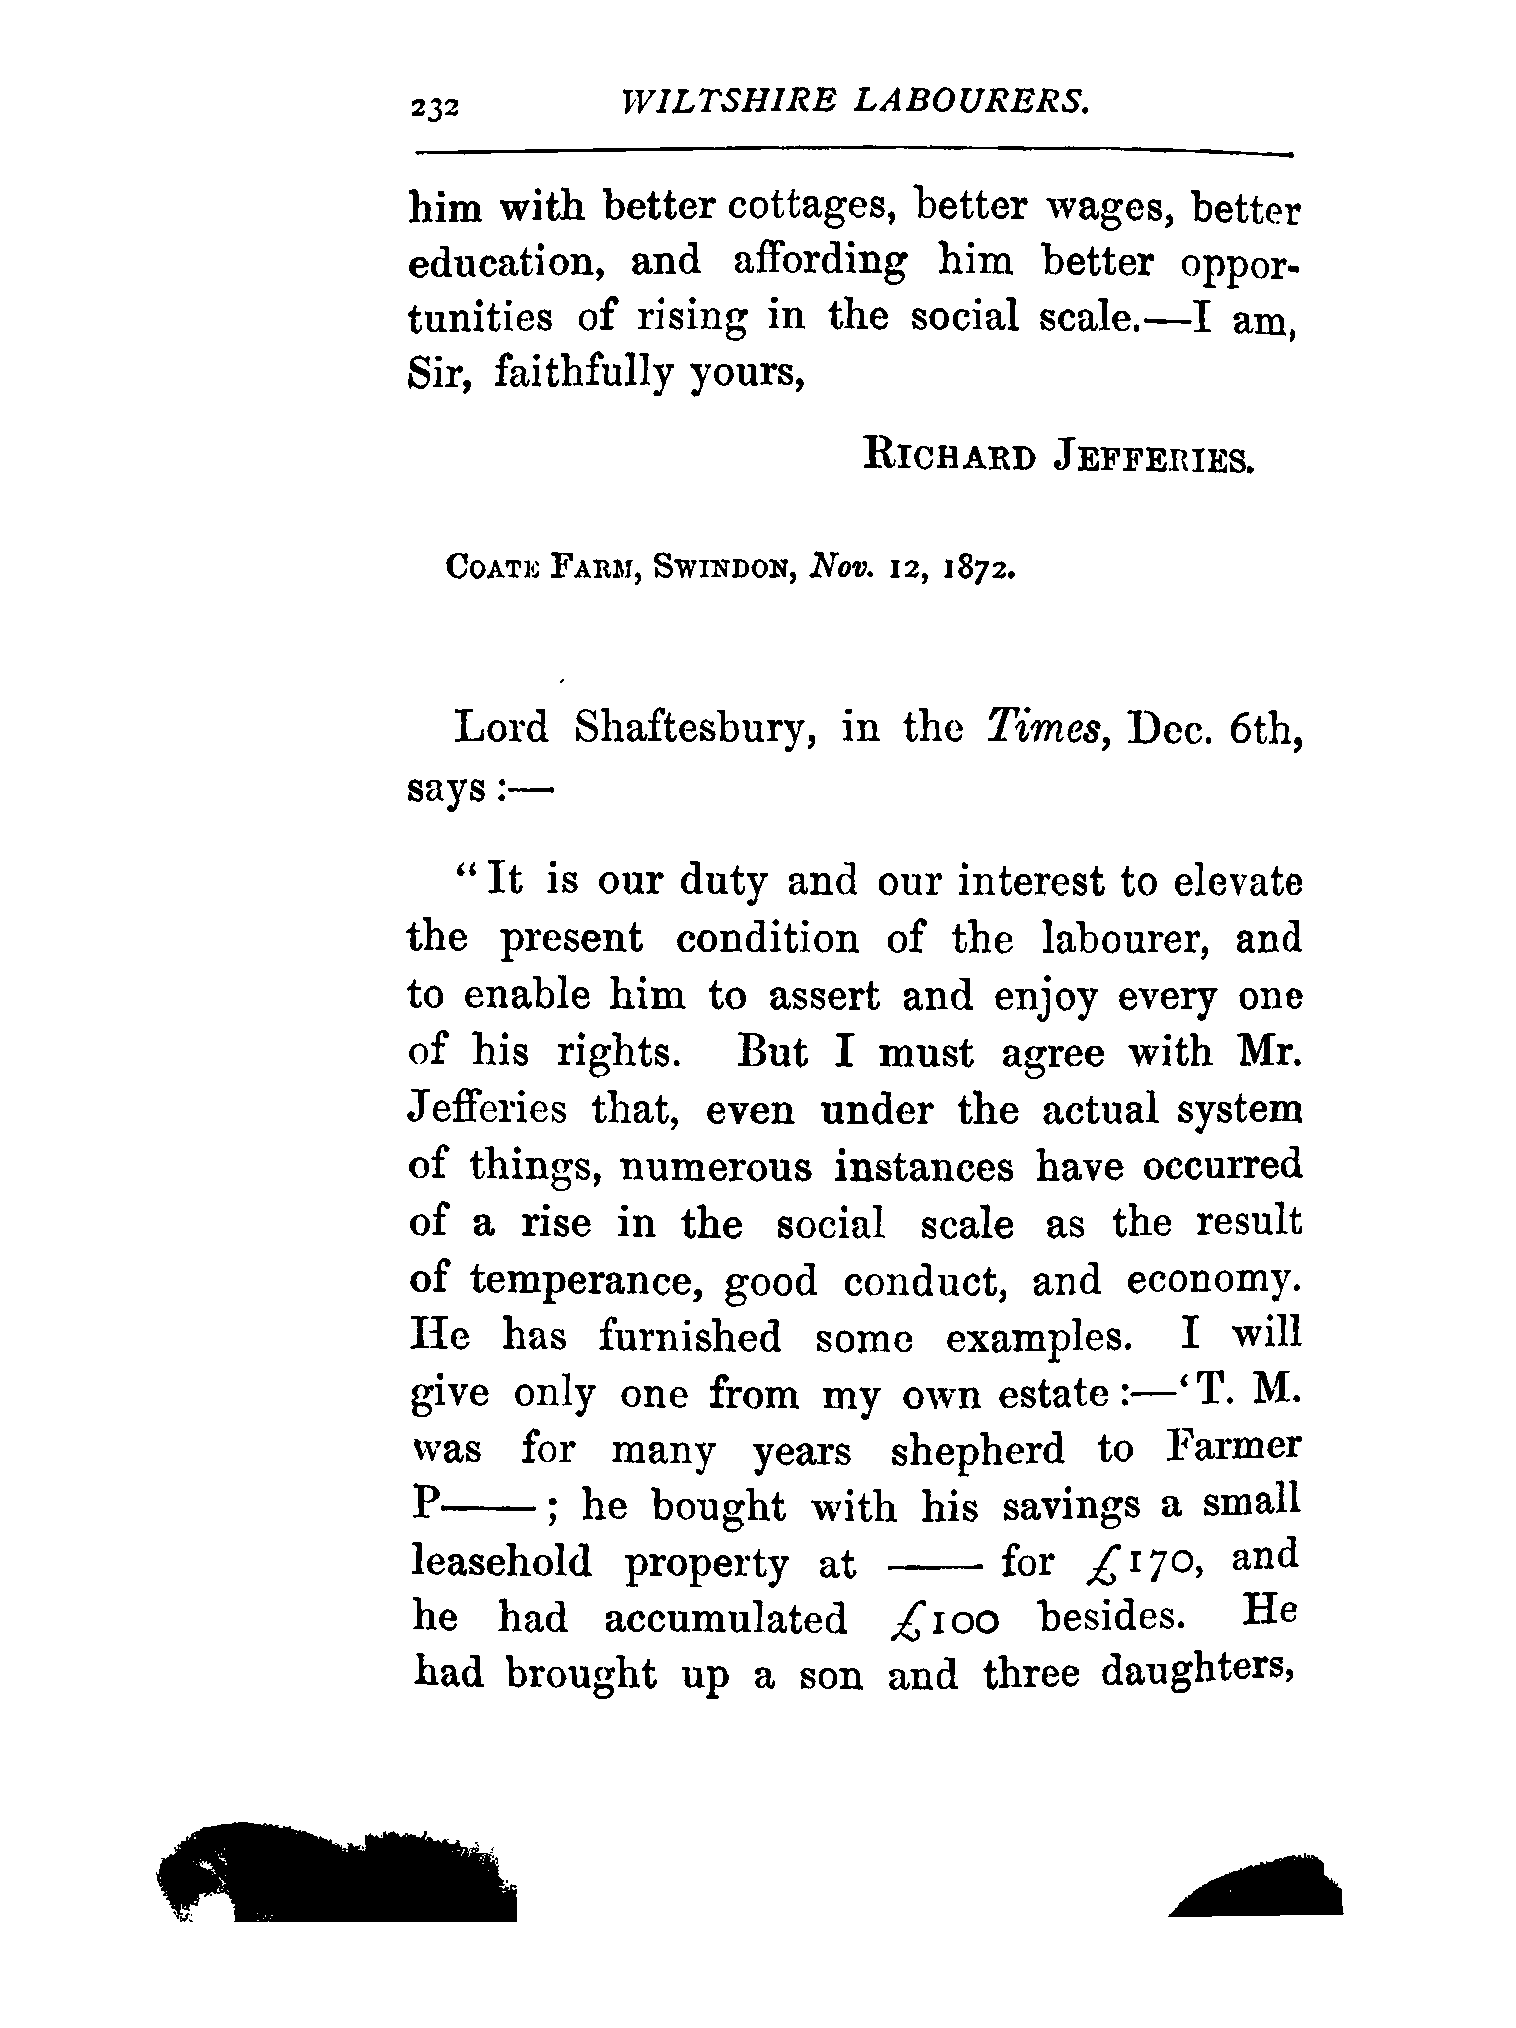 232 WILTSHIRE LABOURERS.
him with better cottages, better wages, better
education, and affording him better oppor-
tunities of rising in the social scale.—I am,
Sir, faithfully yours,
RICHARD JEFFERIES.
COATE FARM, SWINDON, Nov. 12, 1872.
Lord Shaftesbury, in the Times, Dec. 6th,
says :—
“ It is our duty and our interest to elevate
the present condition of the labourer, and
to enable him to assert and enjoy every one
of his rights. But I must agree with Mr.
Jefferies that, even under the actual system
of things, numerous instances have occurred
of a rise in the social scale as the result
of temperance, good conduct, and economy.
He has furnished some examples. I will
give only one from my own estate :—‘ T. M.
was for many years shepherd to Farmer
P—— ; he bought with his savings a small
leasehold property at —— for £170, and
he had accumulated £100 besides. He
had brought up a son and three daughters,